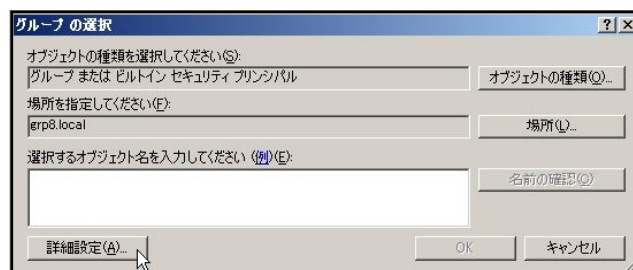 グループ の選択
オブジェクトの種類を選択してください(S):
グループ または ビルトイン セキュリティ プリンシパル
オブジェクトの種類(O)...
場所を指定してください(F):
grp8.local
場所(L)...
選択するオブジェクト名を入力してください (例)(E):
名前の確認(C)
詳細設定(A)...
OK
キャンセル